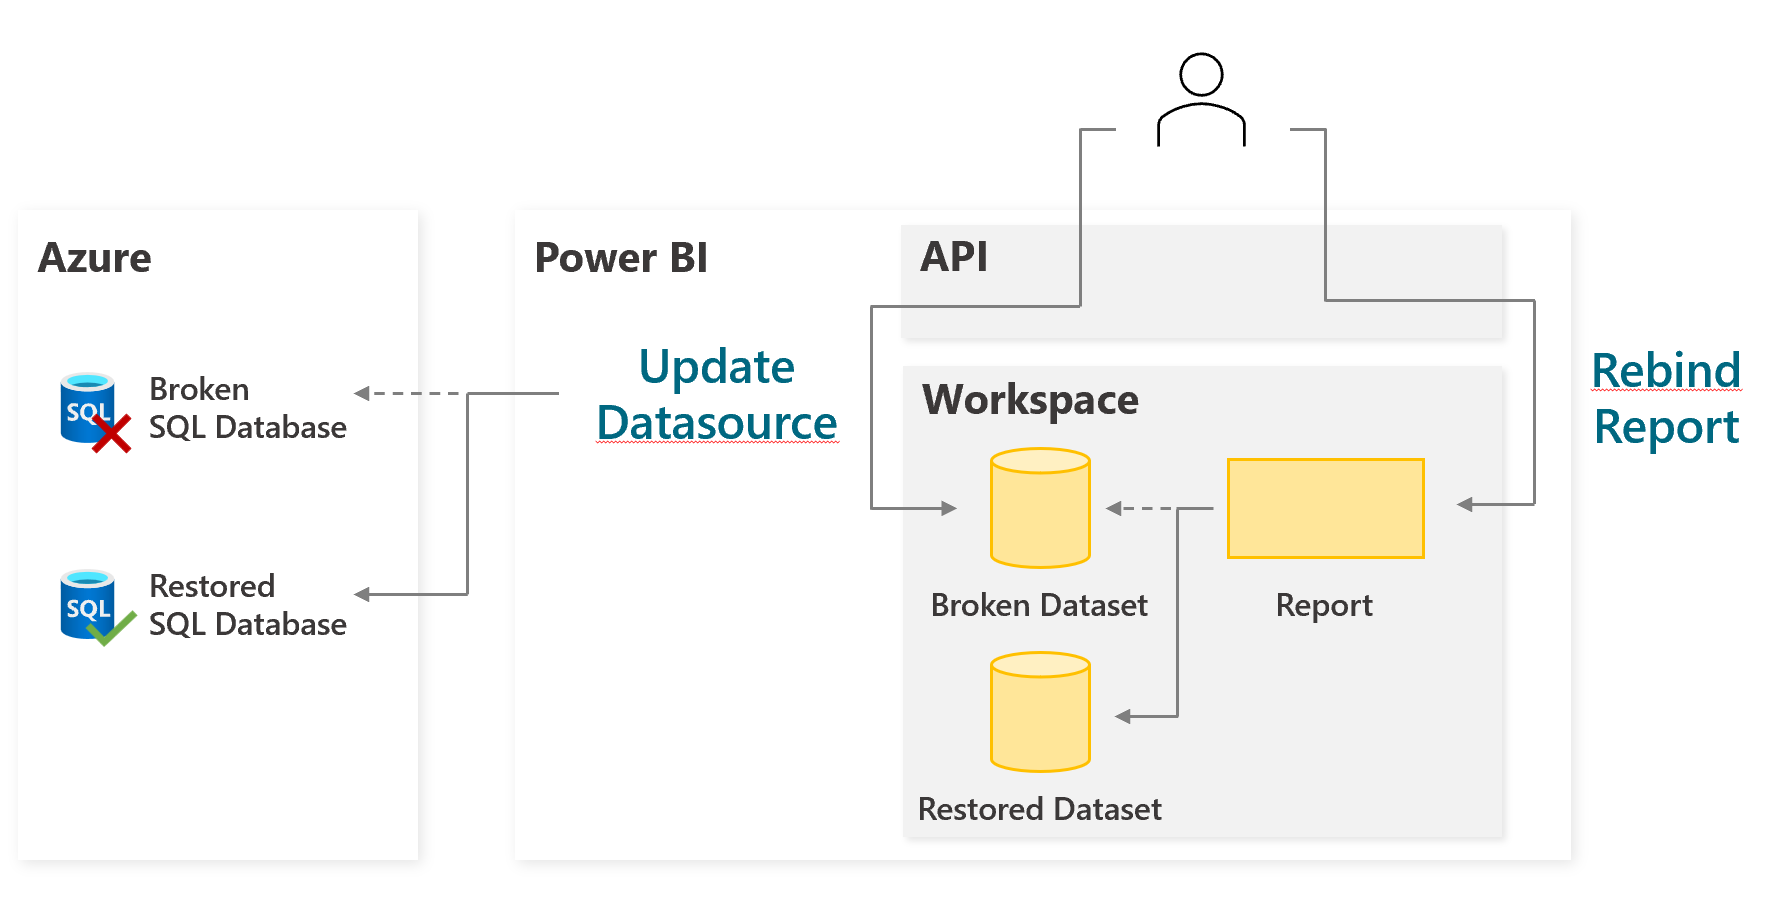 Azure
Power BI
API
Update
Datasource
Rebind
Report
Workspace
SQL
Broken
SQL Database
SQL
Restored
SQL Database
Broken Dataset
Report
Restored Dataset